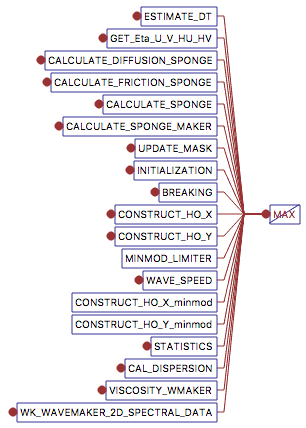 ESTIMATE_DT
GET_Eta_U_V_HU_HV
CALCULATE_DIFFUSION_SPONGE
CALCULATE_FRICTION_SPONGE
CALCULATE_SPONGE
CALCULATE_SPONGE_MAKER
UPDATE_MASK
INITIALIZATION
BREAKING
CONSTRUCT_HO_X
CONSTRUCT_HO_Y
MINMOD_LIMITER
WAVE_SPEED
CONSTRUCT_HO_X_minmod
CONSTRUCT_HO_Y_minmod
STATISTICS
CAL_DISPERSION
VISCOSITY_WMAKER
WK_WAVEMAKER_2D_SPECTRAL_DATA
MAX